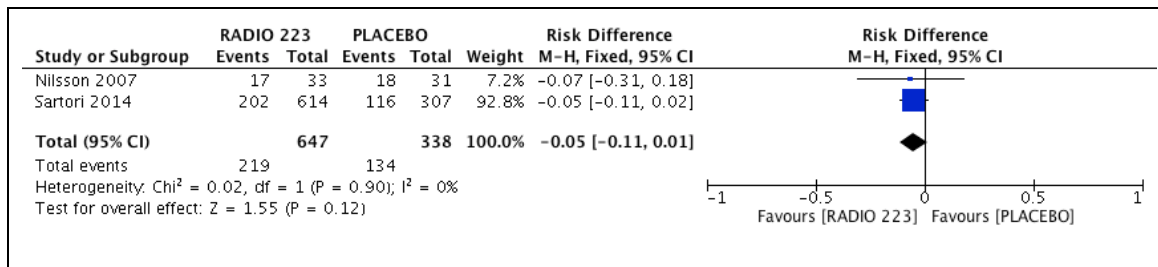 RADIO 223 PLACEBO Risk Difference Risk Difference
Study or Subgroup Events Total Events Total Weight M-H, Fixed, 95% CI M-H, Fixed, 95% CI
Nilsson 2007 17 33 18 31 7.2% -0.07 [-0.31, 0.18]
Sartori 2014 202 614 116 307 92.8% -0.05 [-0.11, 0.02]
Total (95% CI) 647 338 100.0% -0.05 [-0.11, 0.01]
Total events 219 134
Heterogeneity: Chi² = 0.02, df = 1 (P = 0.90); I² = 0%
Test for overall effect: Z = 1.55 (P = 0.12)
-1 -0.5 0 0.5 1
Favours [RADIO 223] Favours [PLACEBO]